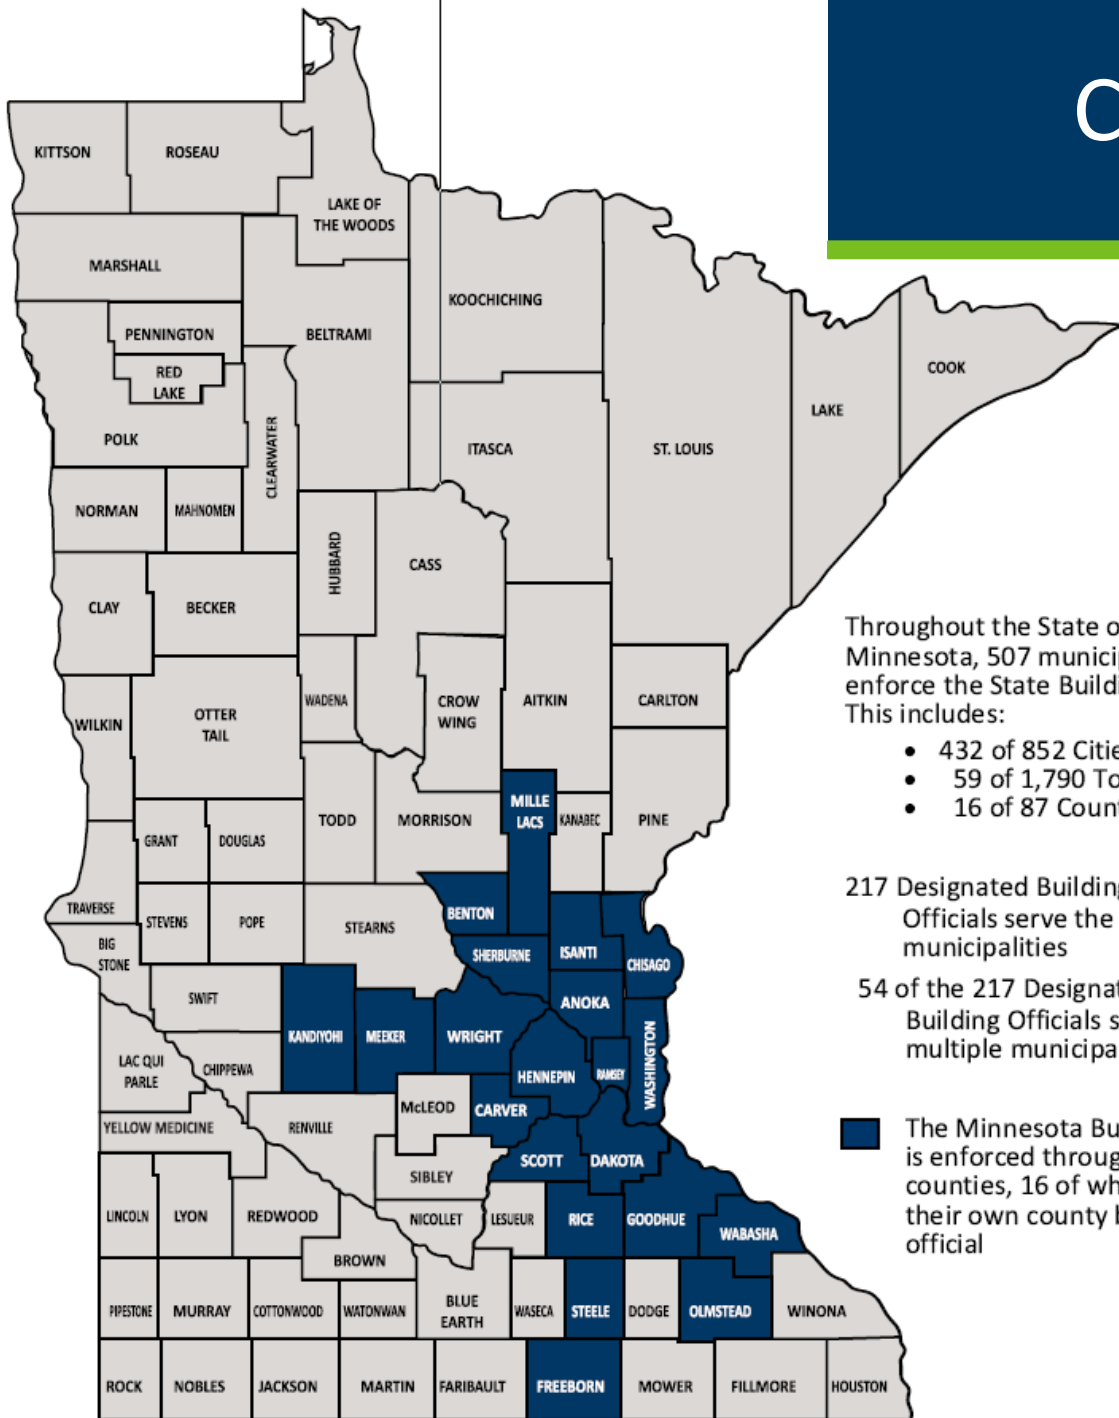 C
KITTSON
ROSEAU
LAKE OF
THE WOODS
MARSHALL
KOOCHICHING
PENNINGTON
BELTRAMI
RED
LAKE
COOK
LAKE
POLK
CLEARWATER
ITASCA
ST. LOUIS
NORMAN
MAHNOMEN
HUBBARD
CASS
CLAY
BECKER
WADENA
CROW
WING
AITKIN
CARLTON
WILKIN
OTTER
TAIL
MILLE
LACS
TODD
MORRISON
KANABEC
PINE
GRANT
DOUGLAS
TRAVERSE
STEVENS
POPE
STEARNS
BENTON
BIG
STONE
SHERBURNE
ISANTI
CHISAGO
SWIFT
ANOKA
KANDIYOHI
MEEKER
WRIGHT
WASHINGTON
LAC QUI
PARLE
CHIPPEWA
HENNEPIN
RAMSEY
McLEOD
CARVER
YELLOW MEDICINE
RENVILLE
SCOTT
DAKOTA
SIBLEY
LINCOLN
LYON
REDWOOD
NICOLLET
LESUEUR
RICE
GOODHUE
WABASHA
BROWN
PIPESTONE
MURRAY
COTTONWOOD
WATONWAN
BLUE
EARTH
WASECA
STEELE
DODGE
OLMSTEAD
WINONA
ROCK
NOBLES
JACKSON
MARTIN
FARIBAULT
FREEBORN
MOWER
FILLMORE
HOUSTON
Throughout the State o
Minnesota, 507 municip
enforce the State Buildi
This includes:
• 432 of 852 Citie
• 59 of 1,790 To
• 16 of 87 Count
217 Designated Building
Officials serve the
municipalities
54 of the 217 Designat
Building Officials s
multiple municipa
The Minnesota Bu
is enforced throug
counties, 16 of wh
their own county b
official